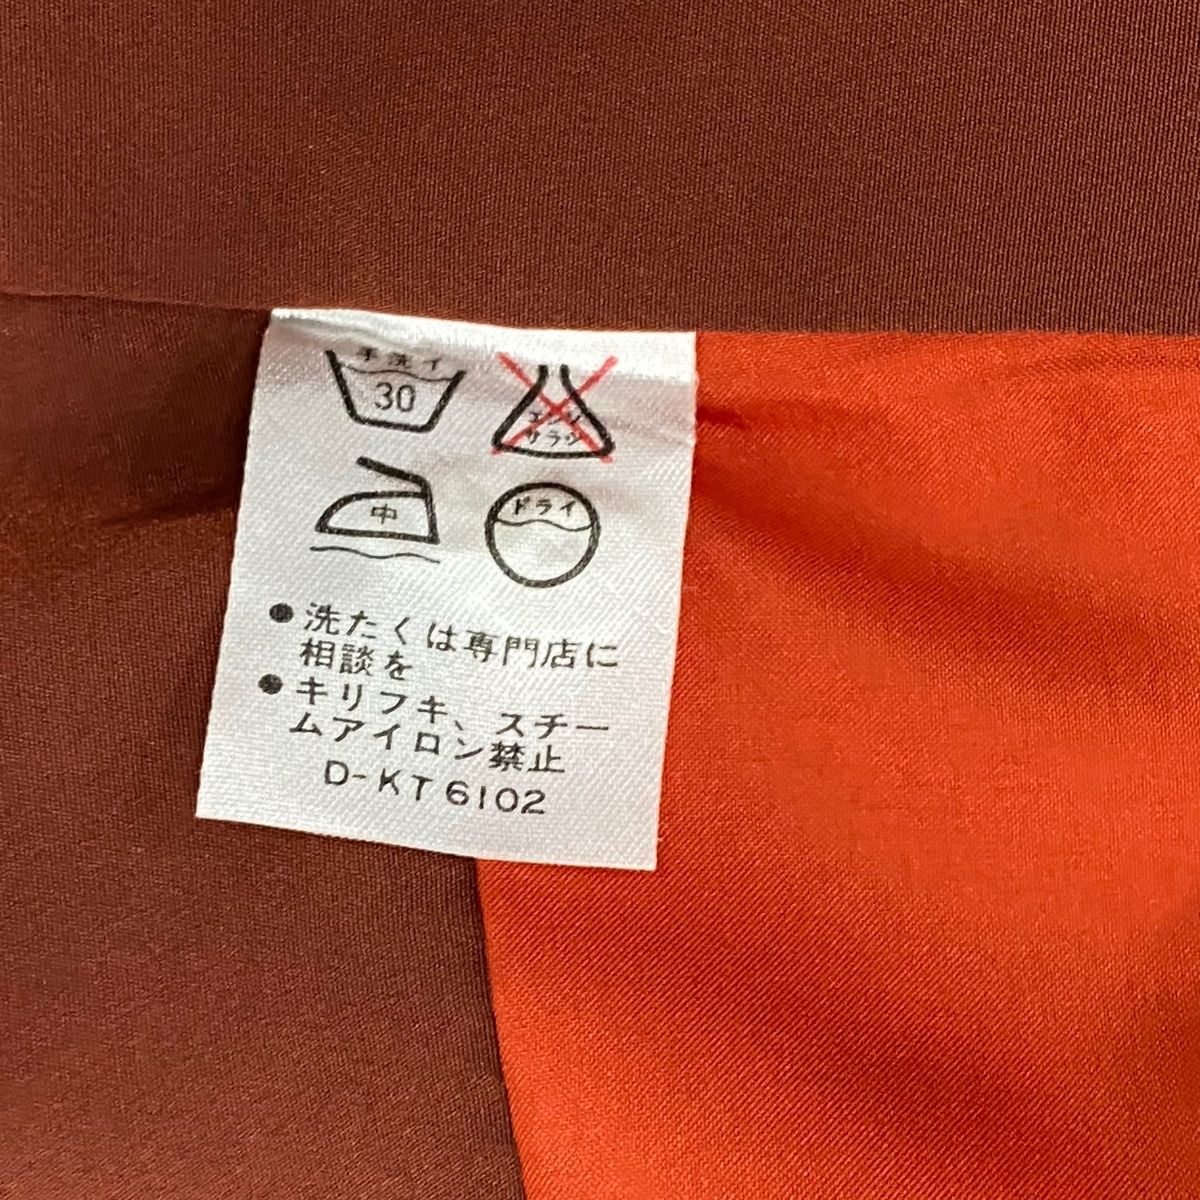 手洗イ
30
エンソ
サラシ
中
ドライ
●洗たくは専門店に
相談を
●キリフキ、スチー
ムアイロン禁止
D-KT6102